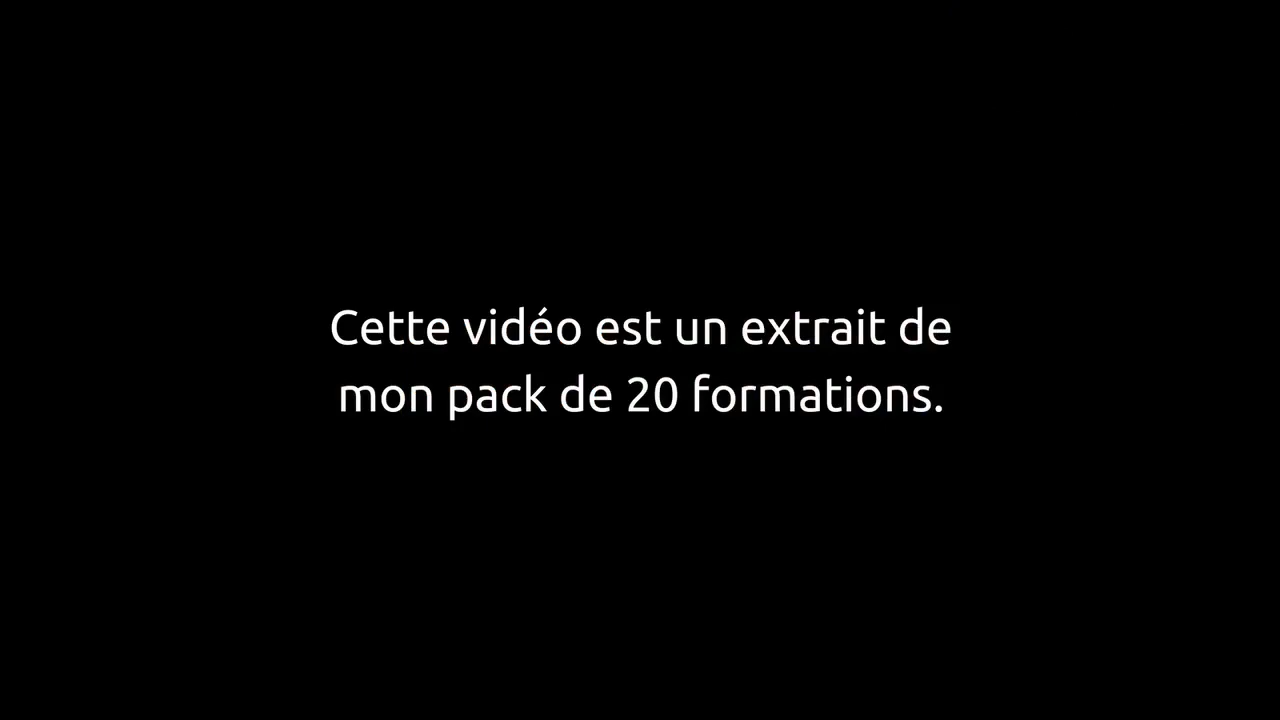 Cette vidéo est un extrait de
mon pack de 20 formations.